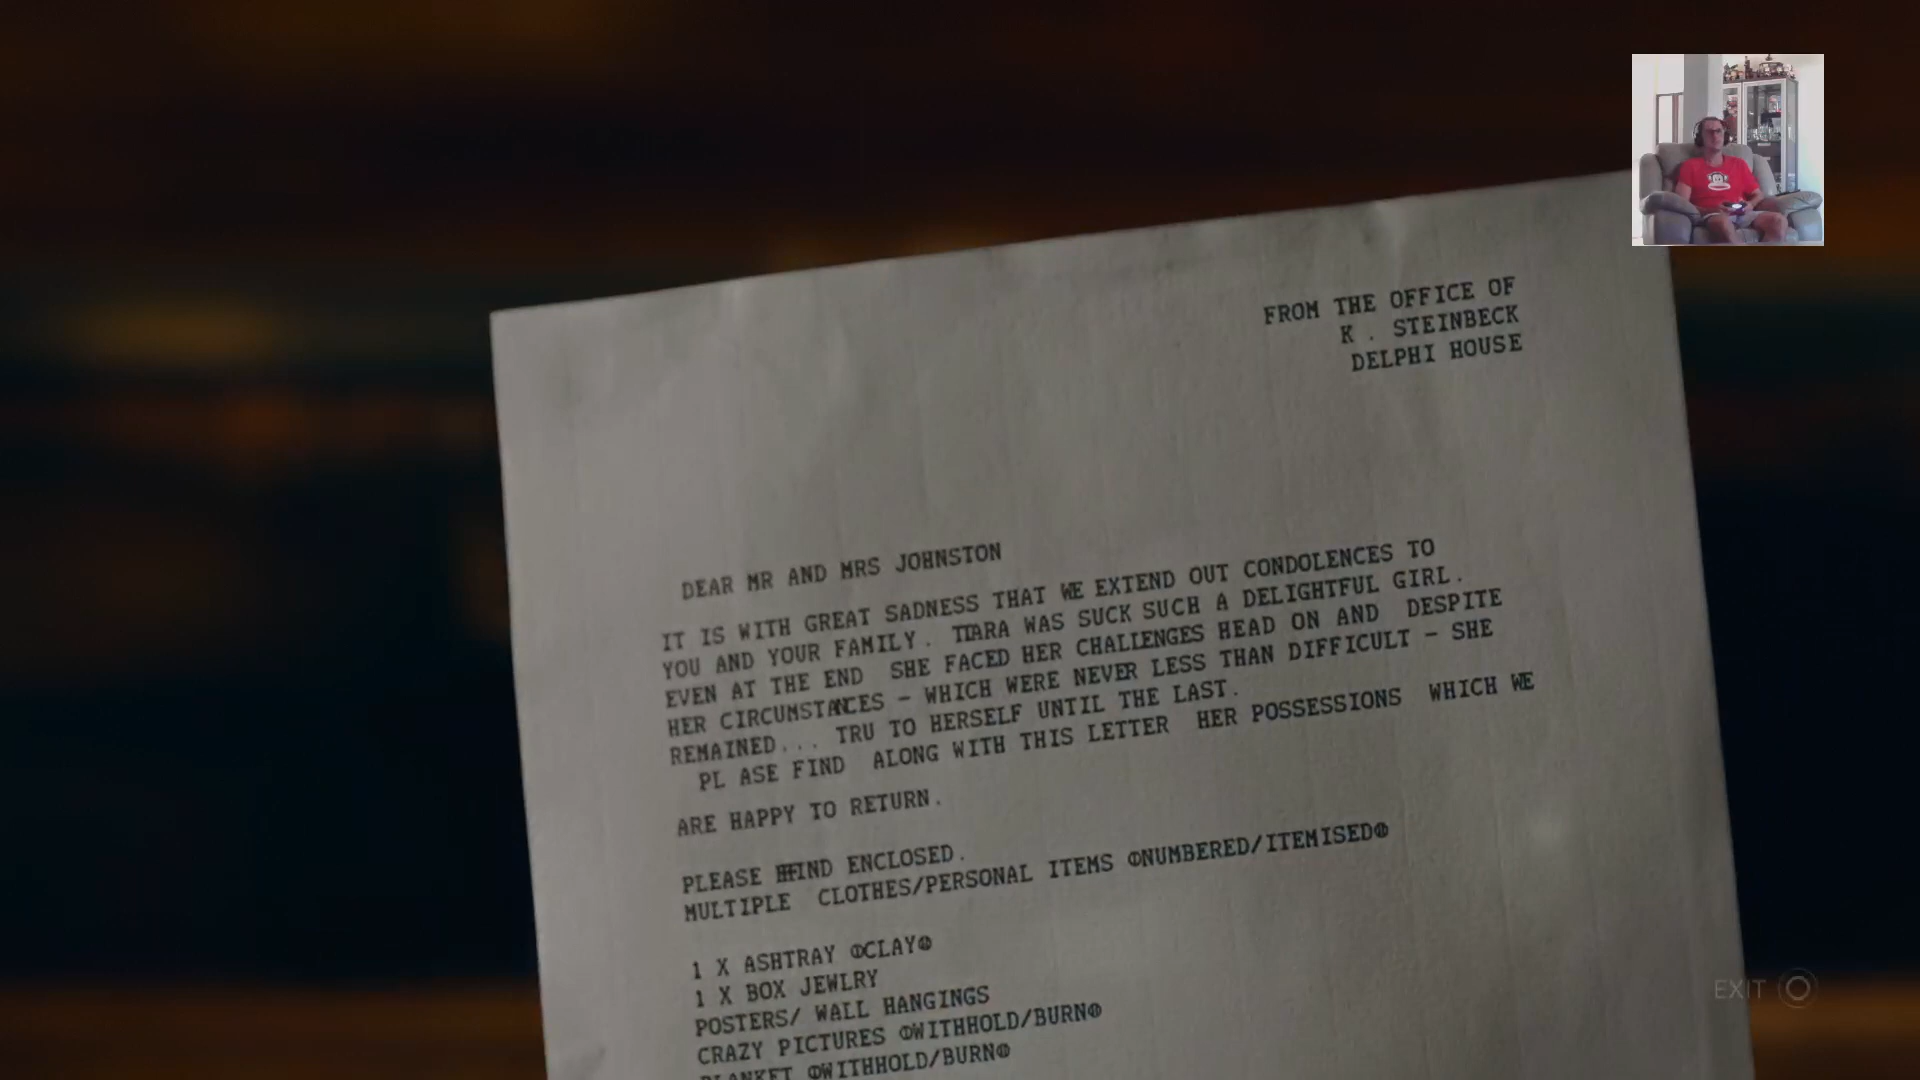 FROM THE OFFICE OF
K . STEINBECK
DELPHI HOUSE
DEAR MR AND MRS JOHNSTON
IT IS WITH GREAT SADNESS THAT WE EXTEND OUT CONDOLENCES TO
YOU AND YOUR FAMILY. TIARA WAS SUCK SUCH A DELIGHTFUL GIRL.
EVEN AT THE END SHE FACED HER CHALLENGES HEAD ON AND DESPITE
HER CIRCUMSTANCES - WHICH WERE NEVER LESS THAN DIFFICULT - SHE
REMAINED... TRU TO HERSELF UNTIL THE LAST.
PL ASE FIND ALONG WITH THIS LETTER HER POSSESSIONS WHICH WE
ARE HAPPY TO RETURN.
PLEASE FFIND ENCLOSED.
MULTIPLE CLOTHES/PERSONAL ITEMS NUMBERED/ITEMISED
1 X ASHTRAY CLAY
1 X BOX JEWLRY
POSTERS/ WALL HANGINGS
CRAZY PICTURES WITHHOLD/BURN
BLANKET WITHHOLD/BURN
EXIT